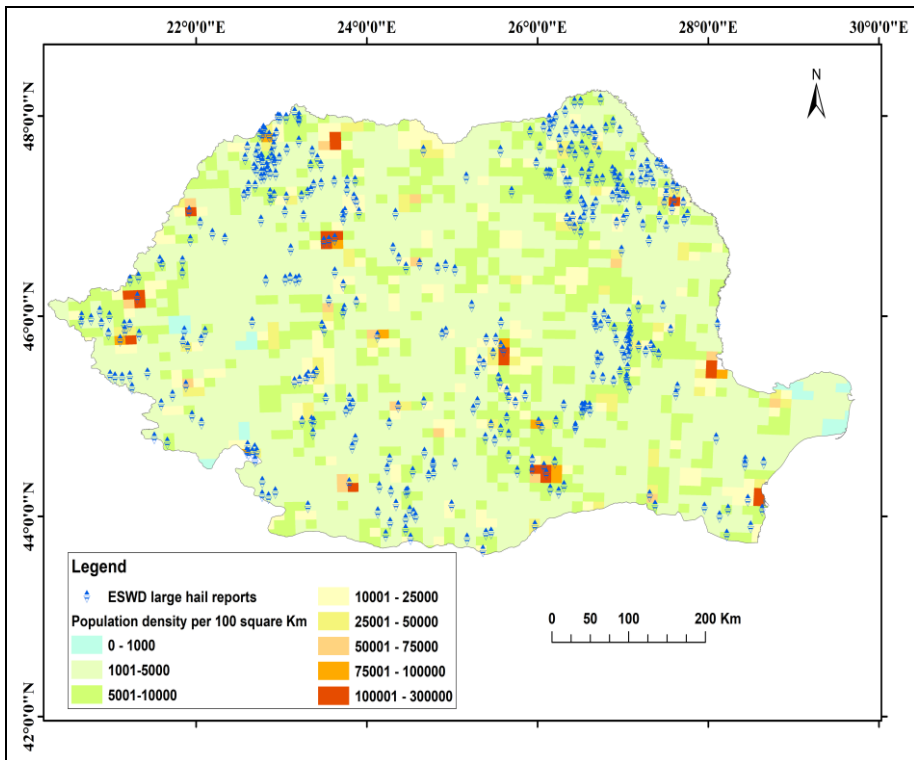 22°0'0"E 24°0'0"E 26°0'0"E 28°0'0"E 30°0'0"E
N
48°0'0"N
46°0'0"N
44°0'0"N
42°0'0"N
Legend
ESWD large hail reports
Population density per 100 square Km
0 - 1000
1001-5000
5001-10000
10001 - 25000
25001 - 50000
50001 - 75000
75001 - 100000
100001 - 300000
0 50 100 200 Km